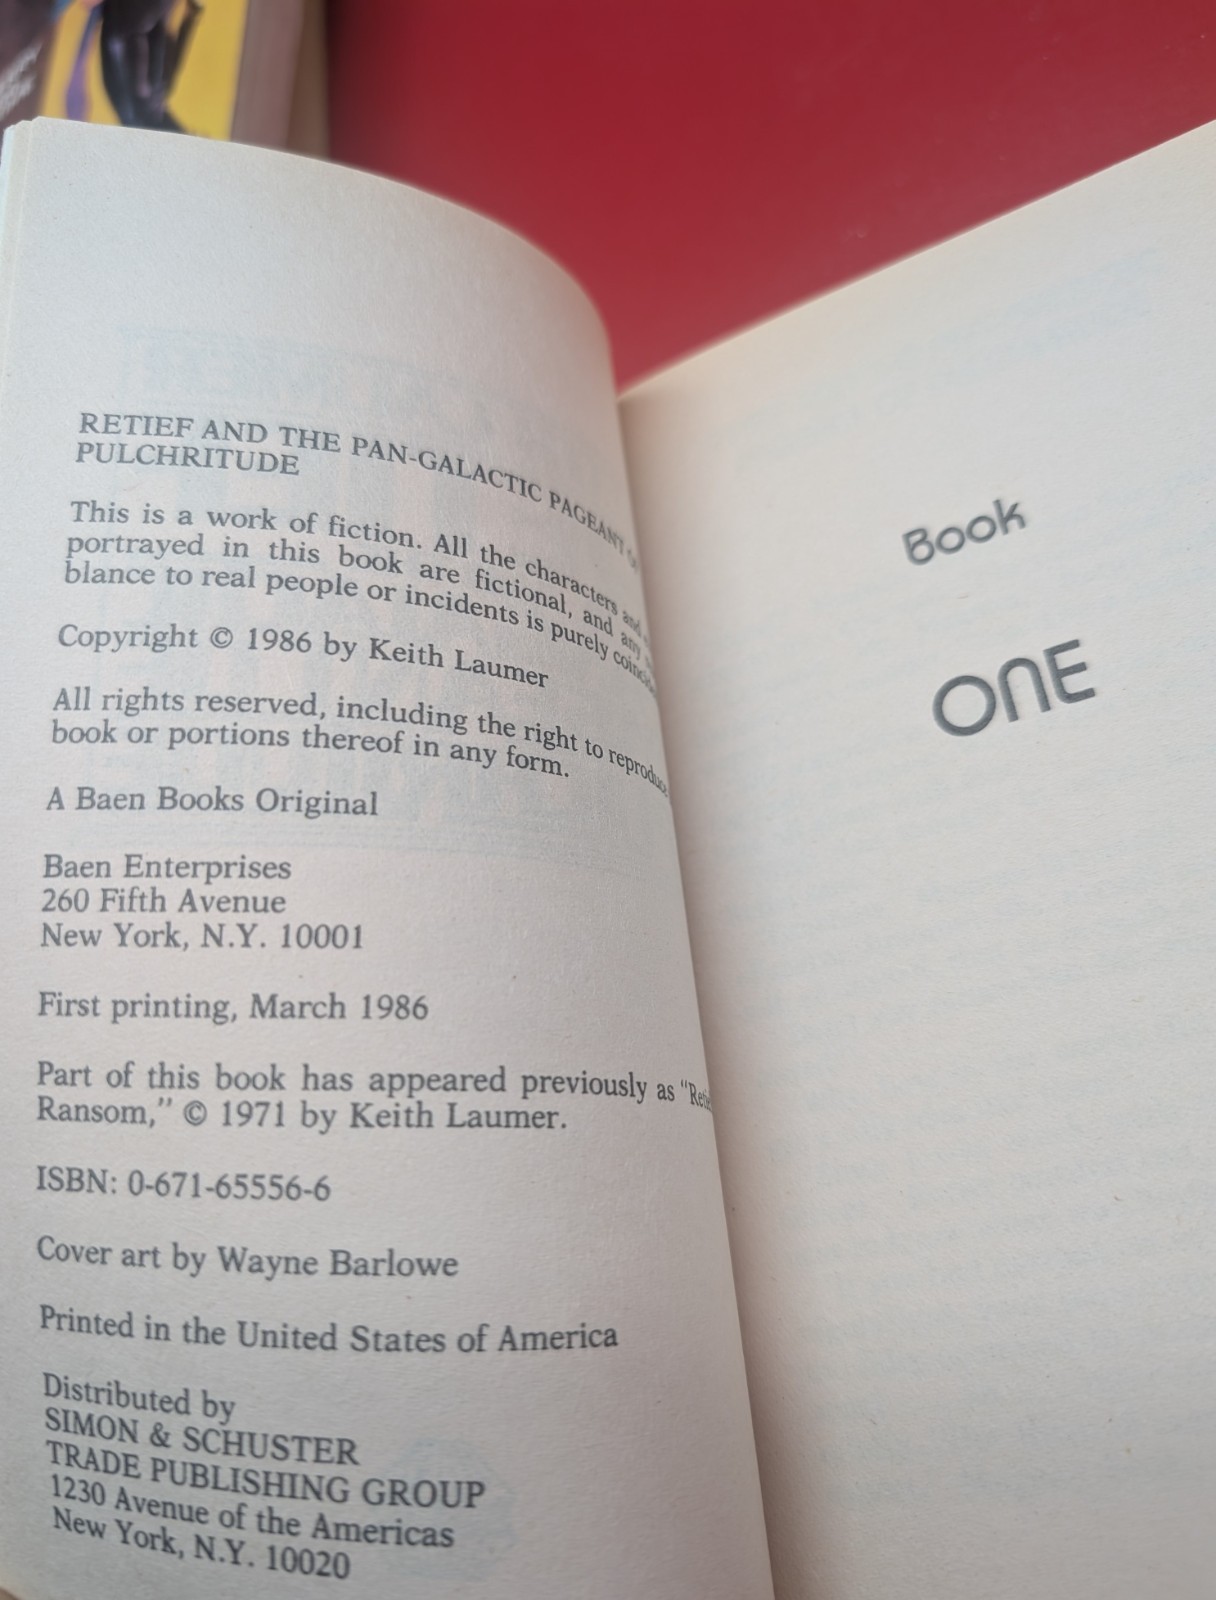 RETIEF AND THE PAN-GALACTIC PAGEANT
PULCHRITUDE
This is a work of fiction. All the characters and
portrayed in this book are fictional, and any
blance to real people or incidents is purely
Copyright © 1986 by Keith Laumer
All rights reserved, including the right to reproduce
book or portions thereof in any form.
A Baen Books Original
Baen Enterprises
260 Fifth Avenue
New York, N.Y. 10001
First printing, March 1986
Part of this book has appeared previously as
Ransom,” © 1971 by Keith Laumer.
ISBN: 0-671-65556-6
Cover art by Wayne Barlowe
Printed in the United States of America
Distributed by
SIMON & SCHUSTER
TRADE PUBLISHING GROUP
1230 Avenue of the Americas
New York, N.Y. 10020
Book
ONE